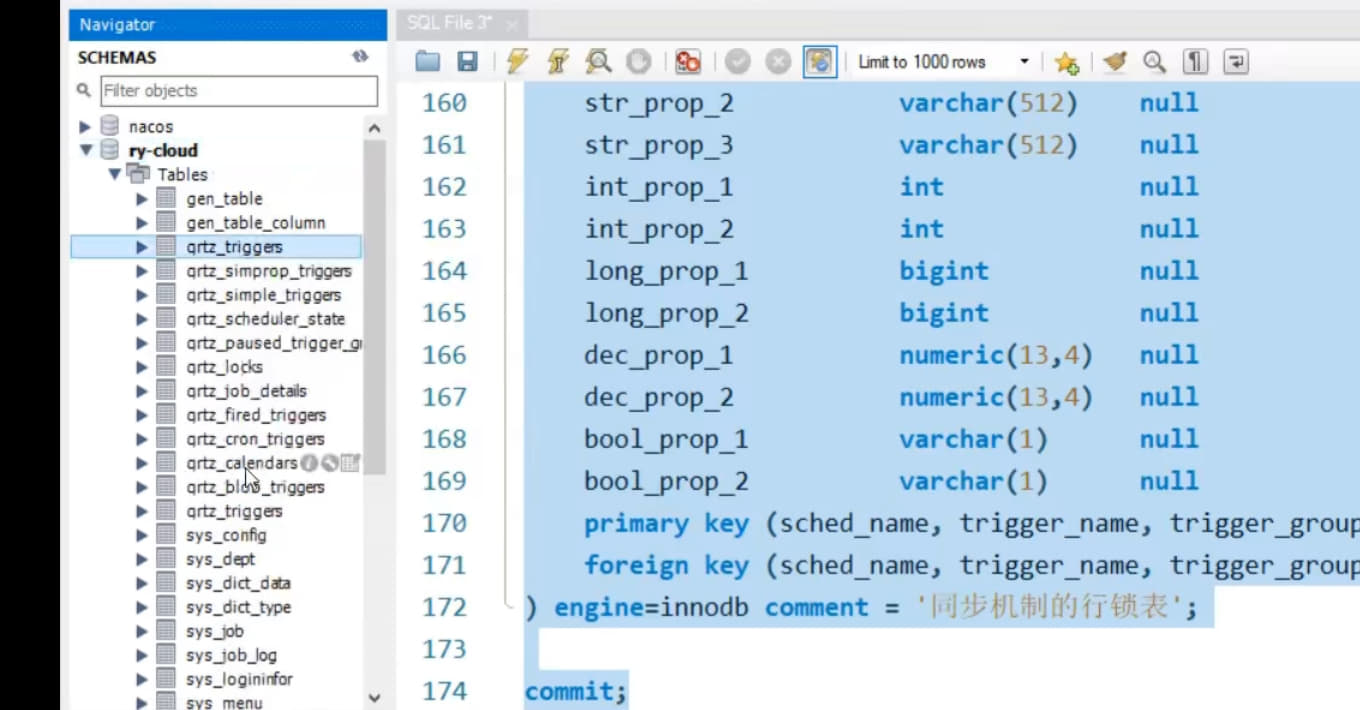 Navigator
SCHEMAS
Filter objects
nacos
ry-cloud
Tables
gen_table
gen_table_column
qrtz_triggers
qrtz_simprop_triggers
qrtz_simple_triggers
qrtz_scheduler_state
qrtz_paused_trigger_g
qrtz_locks
qrtz_job_details
qrtz_fired_triggers
qrtz_cron_triggers
qrtz_calendars
qrtz_blob_triggers
qrtz_triggers
sys_config
sys_dept
sys_dict_data
sys_dict_type
sys_job
sys_job_log
sys_logininfor
sys_menu
SQL File 3*
Limit to 1000 rows
160 str_prop_2 varchar(512) null
161 str_prop_3 varchar(512) null
162 int_prop_1 int null
163 int_prop_2 int null
164 long_prop_1 bigint null
165 long_prop_2 bigint null
166 dec_prop_1 numeric(13,4) null
167 dec_prop_2 numeric(13,4) null
168 bool_prop_1 varchar(1) null
169 bool_prop_2 varchar(1) null
170 primary key (sched_name, trigger_name, trigger_group
171 foreign key (sched_name, trigger_name, trigger_group
172 ) engine=innodb comment = '同步机制的行锁表';
173
174 commit;